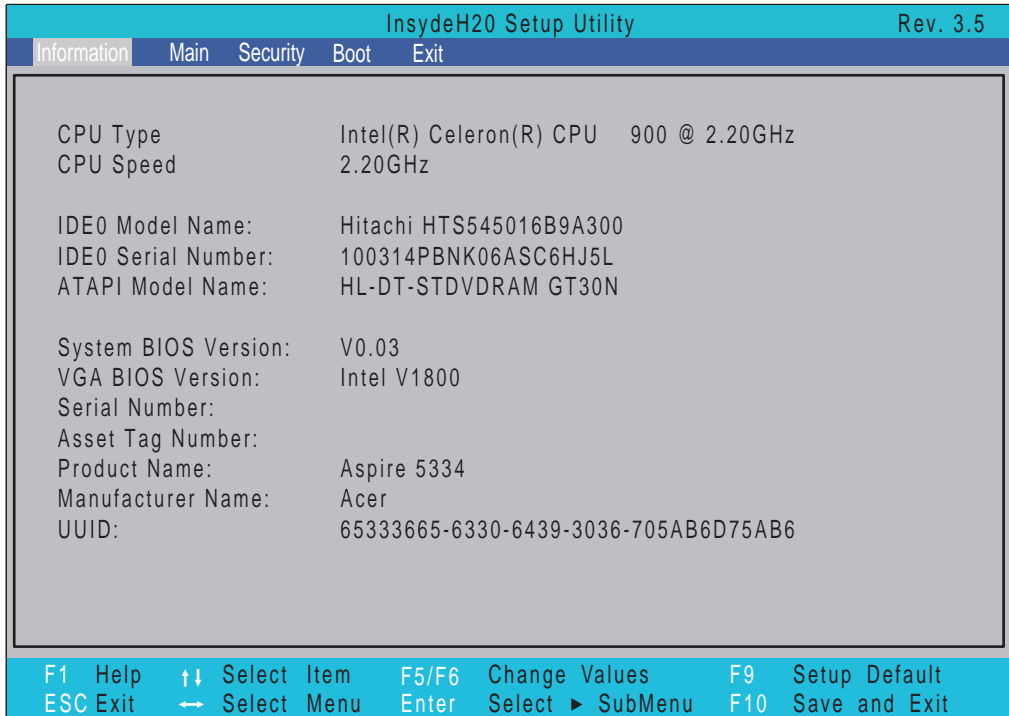 InsydeH20 Setup Utility Rev. 3.5
Information Main Security Boot Exit
CPU Type Intel(R) Celeron(R) CPU 900 @ 2.20GHz
CPU Speed 2.20GHz
IDE0 Model Name: Hitachi HTS545016B9A300
IDE0 Serial Number: 100314PBNK06ASC6HJ5L
ATAPI Model Name: HL-DT-STDVDRAM GT30N
System BIOS Version: V0.03
VGA BIOS Version: Intel V1800
Serial Number:
Asset Tag Number:
Product Name: Aspire 5334
Manufacturer Name: Acer
UUID: 65333665-6330-6439-3036-705AB6D75AB6
F1 Help ↑↓ Select Item F5/F6 Change Values F9 Setup Default
ESC Exit ↔ Select Menu Enter Select ► SubMenu F10 Save and Exit